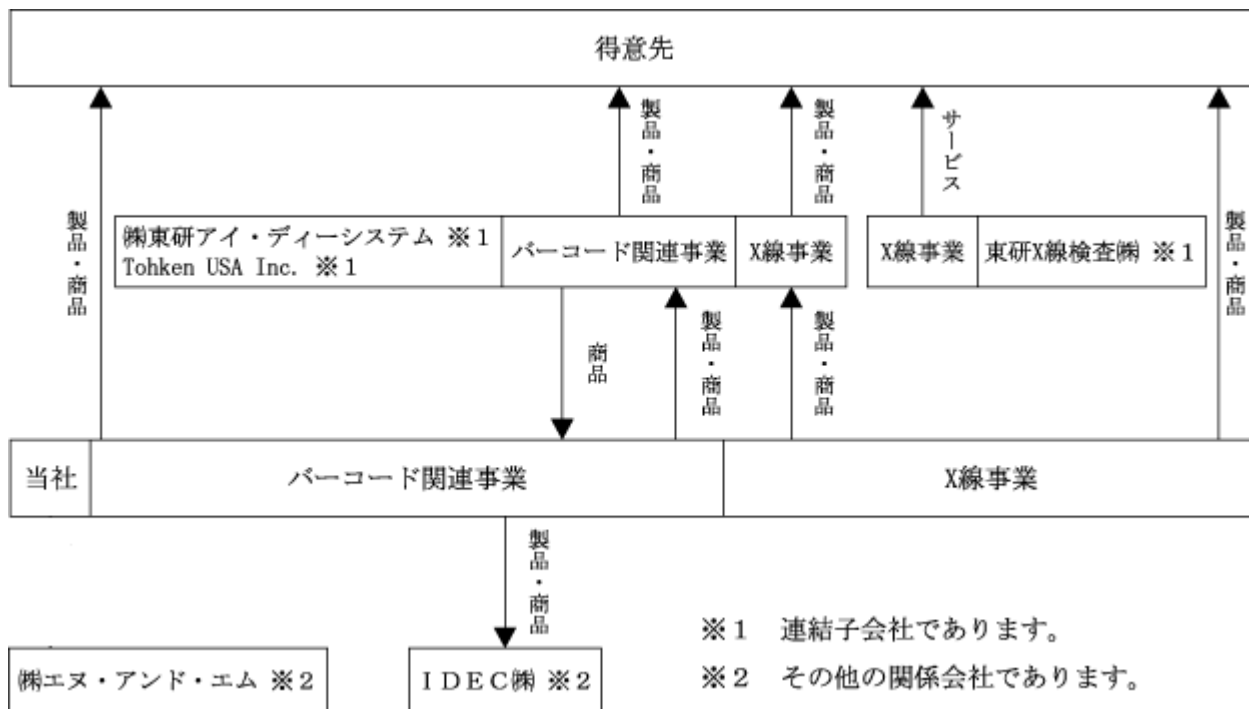 得意先
製品・商品
製品・商品
サービス
製品・商品
製品・商品
㈱東研アイ・ディーシステム ※1
Tohken USA Inc. ※1
バーコード関連事業
X線事業
X線事業
東研X線検査㈱ ※1
商品
製品・商品
製品・商品
当社
バーコード関連事業
X線事業
製品・商品
※1 連結子会社であります。
※2 その他の関係会社であります。
㈱エヌ・アンド・エム ※2
IDEC㈱ ※2